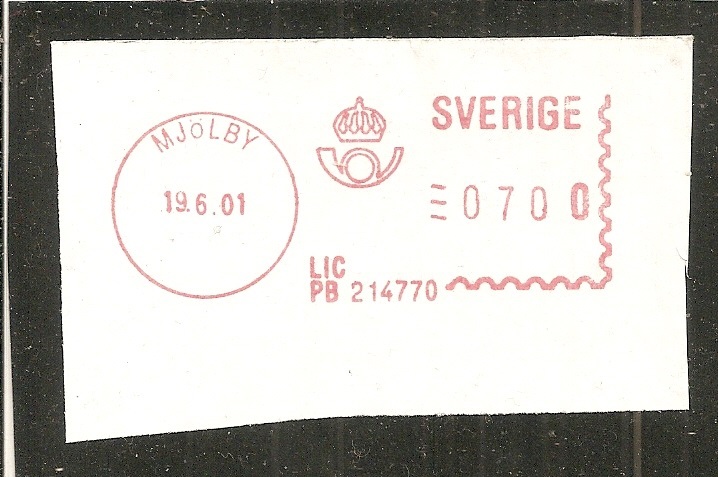 MJÖLBY
19.6.01
SVERIGE
0700
LIC
PB 214770